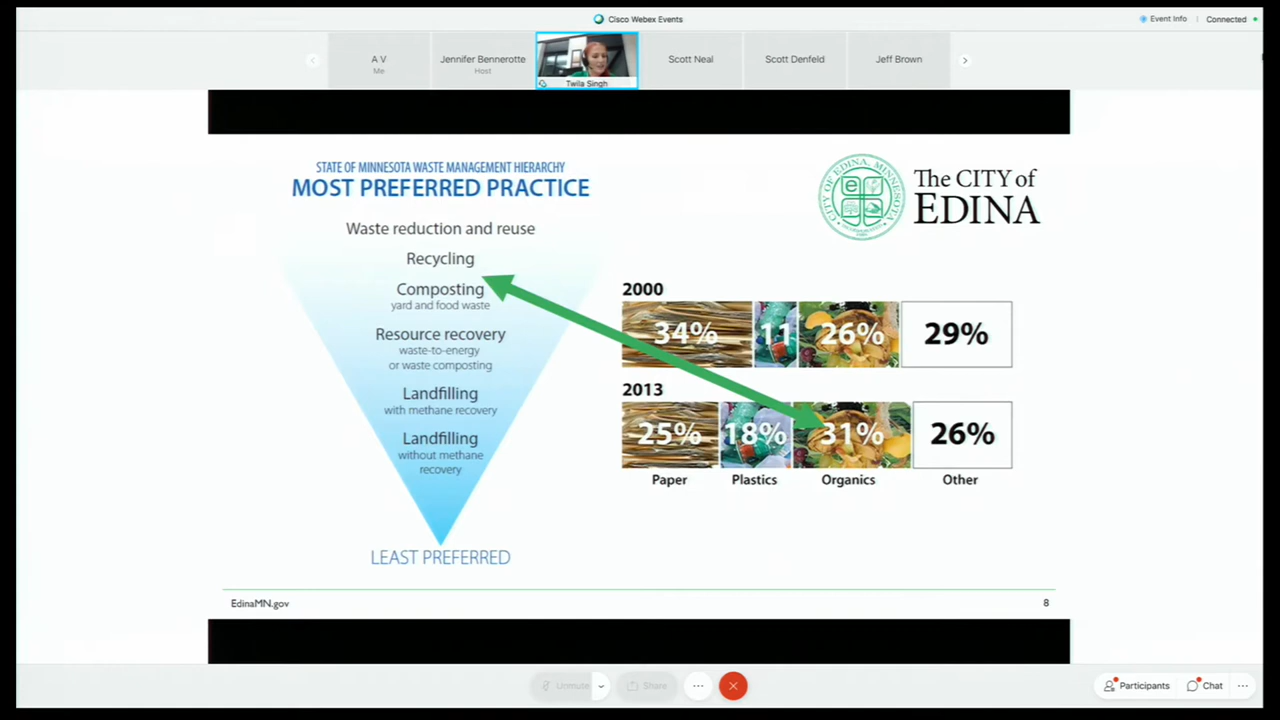 Cisco Webex Events
Event Info
Connected
A V
Me
Jennifer Bennerotte
Host
Twila Singh
Scott Neal
Scott Denfeld
Jeff Brown
STATE OF MINNESOTA WASTE MANAGEMENT HIERARCHY
MOST PREFERRED PRACTICE
Waste reduction and reuse
Recycling
Composting
yard and food waste
Resource recovery
waste-to-energy
or waste composting
Landfilling
with methane recovery
Landfilling
without methane
recovery
LEAST PREFERRED
CITY OF EDINA, MINNESOTA
e
The CITY of
EDINA
2000
34% 11 26% 29%
2013
25% 18% 31% 26%
Paper Plastics Organics Other
EdinaMN.gov
8
Unmute
Share
Participants
Chat